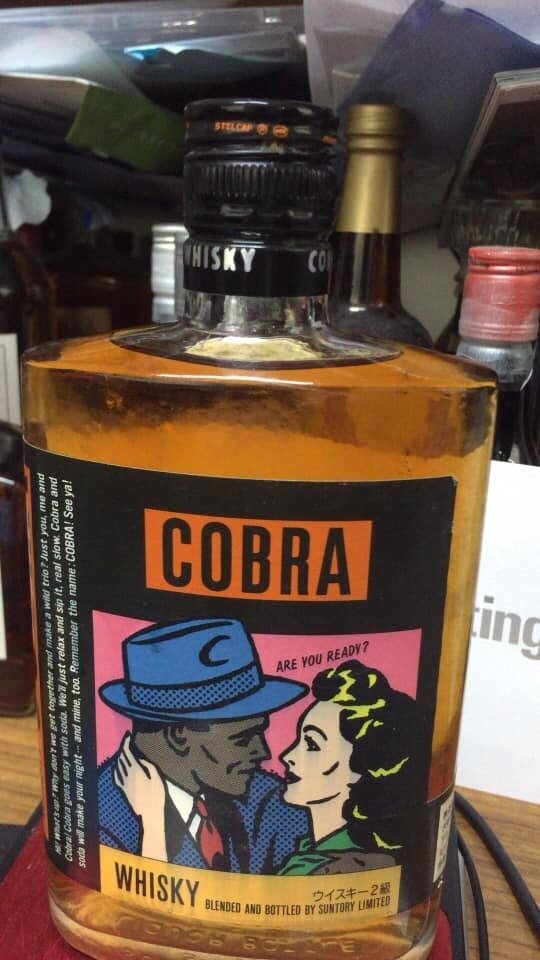 STELCAP
WHISKY CO
COBRA
ARE YOU READY?
Hi! What's up? Why don't we get together and make a wild trio? Just you, me and
Cobra! Cobra goes easy with soda. We'll just relax and sip it, real slow. Cobra and
soda will make your night — and mine, too. Remember the name: COBRA! See ya!
WHISKY
ウイスキー2級
BLENDED AND BOTTLED BY SUNTORY LIMITED
ting